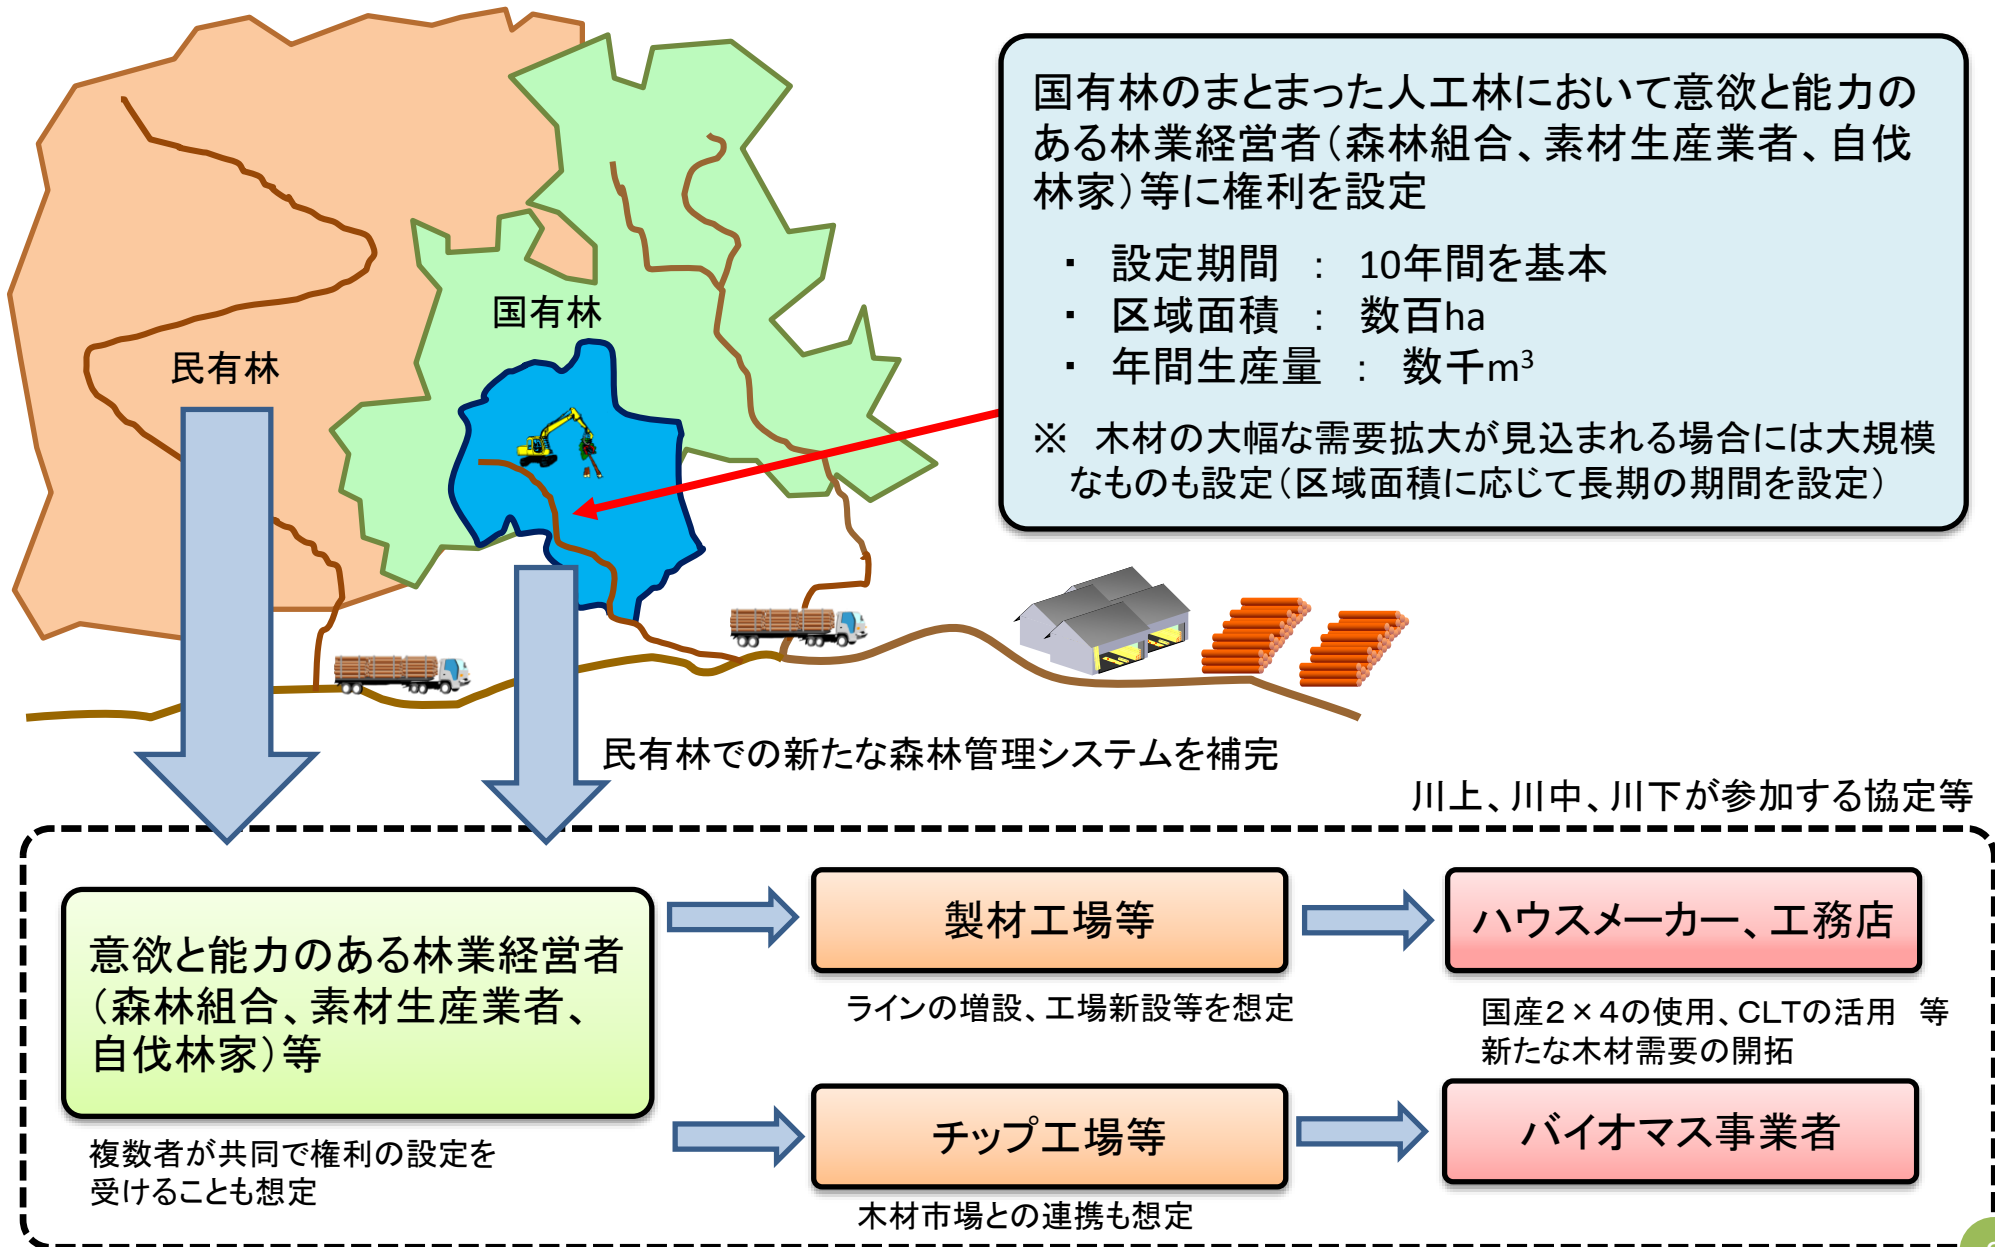 国有林のまとまった人工林において意欲と能力の
ある林業経営者(森林組合、素材生産業者、自伐
林家)等に権利を設定
・ 設定期間 : 10年間を基本
・ 区域面積 : 数百ha
・ 年間生産量 : 数千m³
※ 木材の大幅な需要拡大が見込まれる場合には大規模
なものも設定(区域面積に応じて長期の期間を設定)
国有林
民有林
民有林での新たな森林管理システムを補完
川上、川中、川下が参加する協定等
意欲と能力のある林業経営者
(森林組合、素材生産業者、
自伐林家)等
複数者が共同で権利の設定を
受けることも想定
製材工場等
ラインの増設、工場新設等を想定
ハウスメーカー、工務店
国産2×4の使用、CLTの活用 等
新たな木材需要の開拓
チップ工場等
木材市場との連携も想定
バイオマス事業者